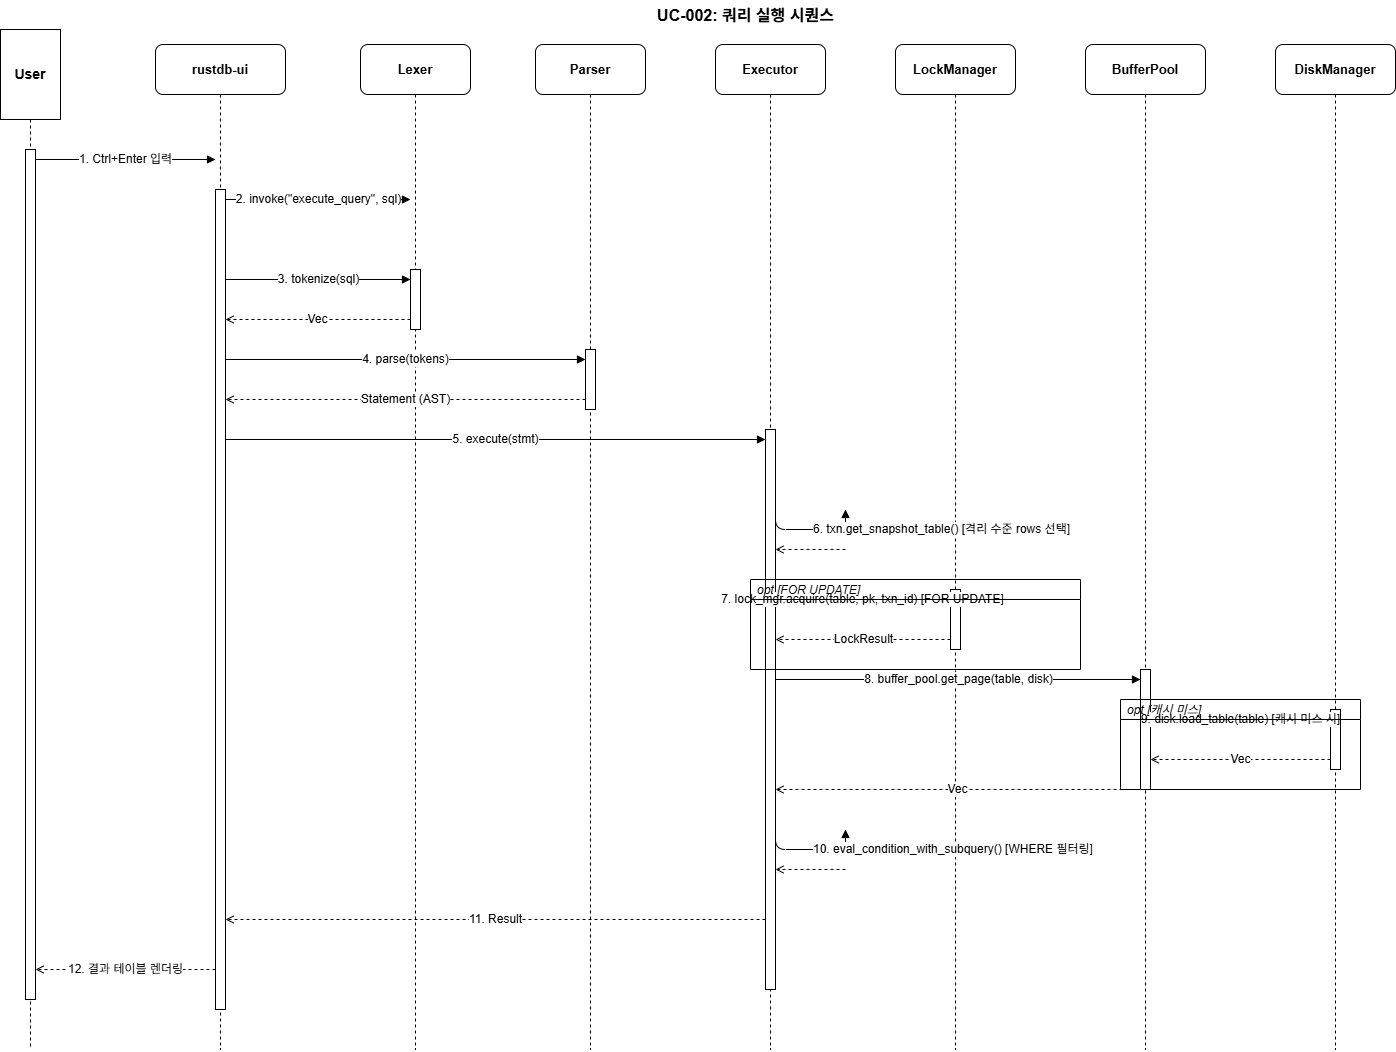 UC-002: 쿼리 실행 시퀀스
User
rustdb-ui
Lexer
Parser
Executor
LockManager
BufferPool
DiskManager
1. Ctrl+Enter 입력
2. invoke("execute_query", sql)
3. tokenize(sql)
Vec
4. parse(tokens)
Statement (AST)
5. execute(stmt)
6. txn.get_snapshot_table() [격리 수준 rows 선택]
opt [FOR UPDATE]
7. lock_mgr.acquire(table, pk, txn_id) [FOR UPDATE]
LockResult
8. buffer_pool.get_page(table, disk)
opt [캐시 미스]
9. disk.load_table(table) [캐시 미스 시]
Vec
Vec
10. eval_condition_with_subquery() [WHERE 필터링]
11. Result
12. 결과 테이블 렌더링